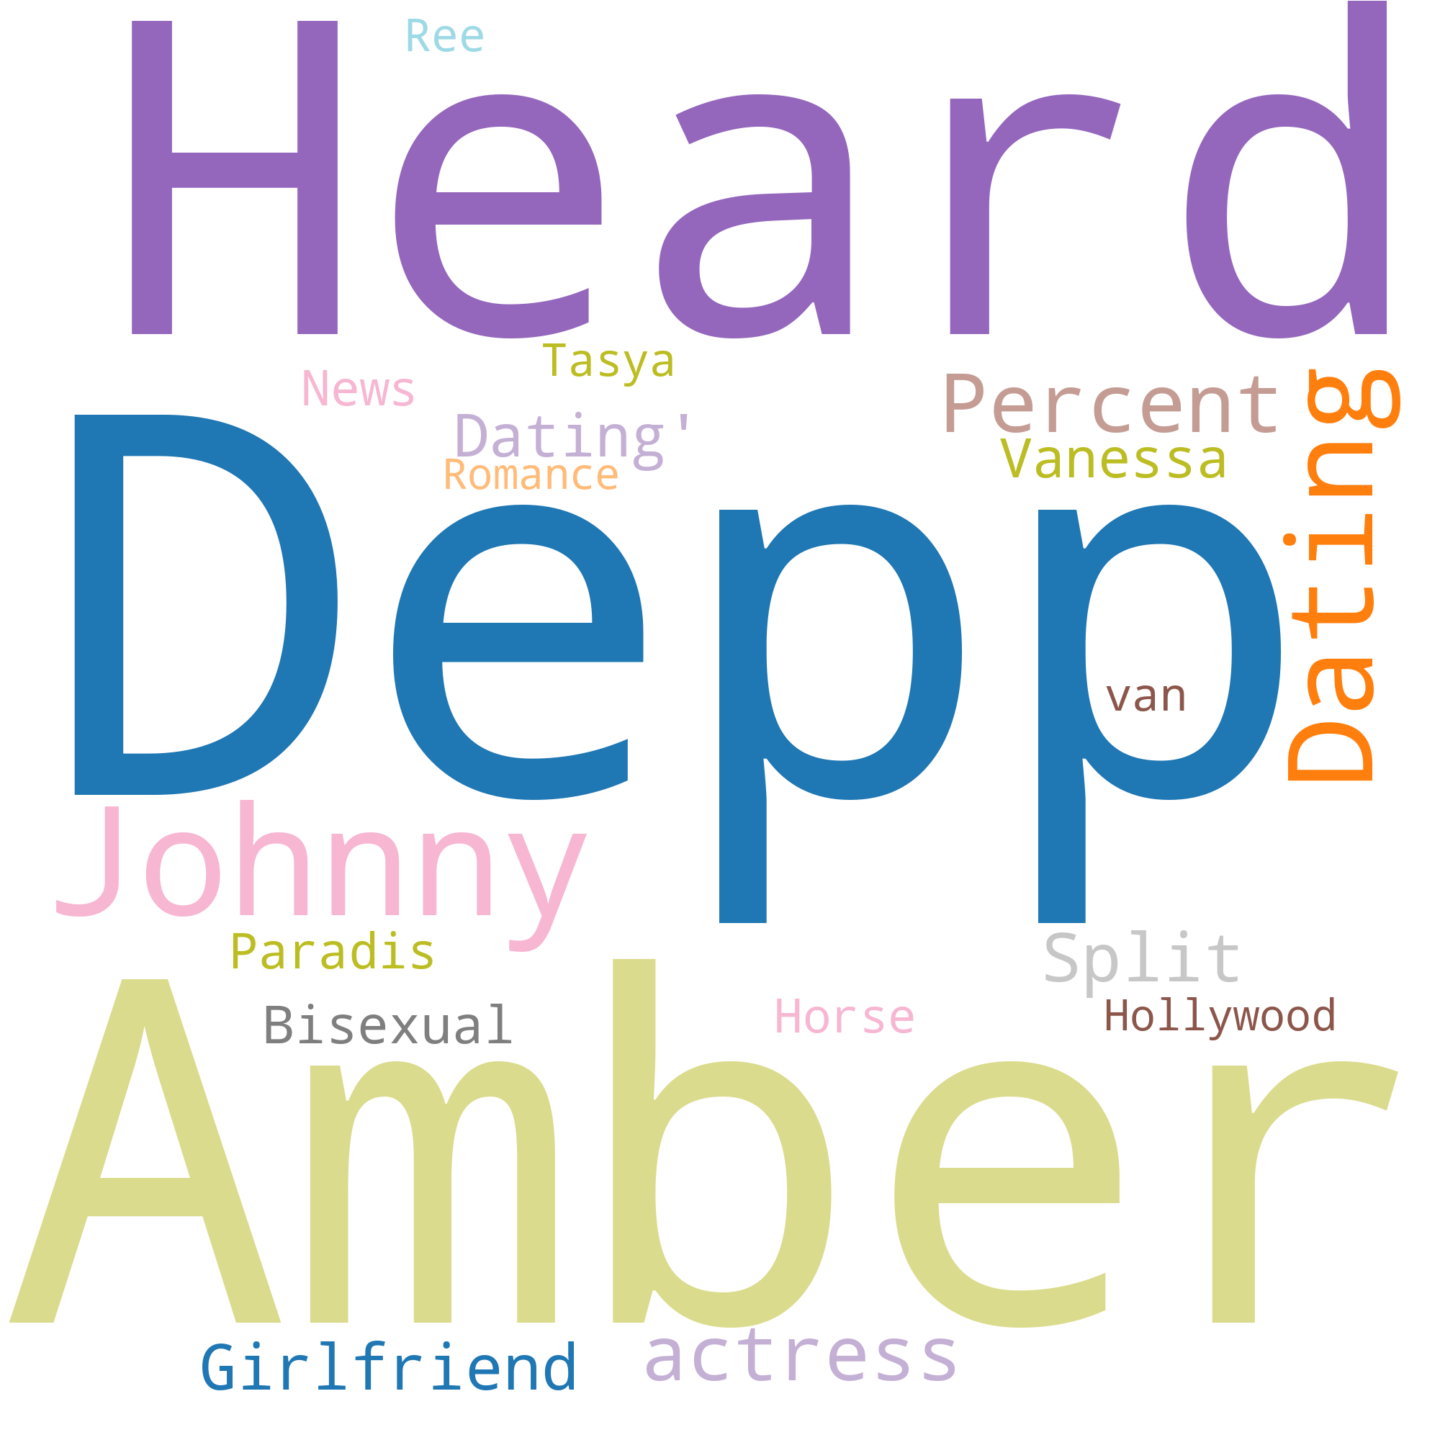 Ree
Heard
Tasya
News
Percent
Dating
Dating'
Vanessa
Romance
Depp
van
Johnny
Paradis
Split
Amber
Bisexual
Horse
Hollywood
Girlfriend
actress